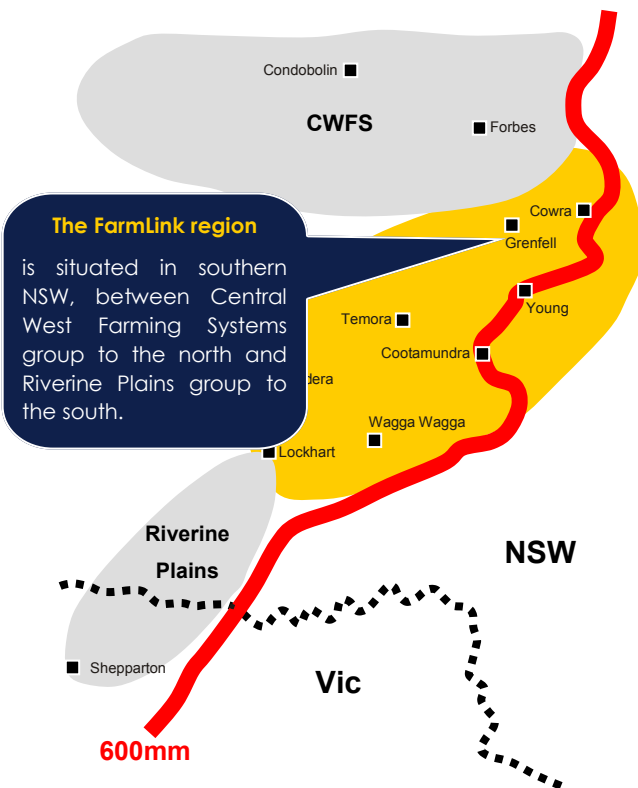 Condobolin
CWFS
Forbes
The FarmLink region
is situated in southern
NSW, between Central
West Farming Systems
group to the north and
Riverine Plains group to
the south.
Cowra
Grenfell
Young
Temora
Cootamundra
dera
Wagga Wagga
Lockhart
Riverine
Plains
NSW
Shepparton
Vic
600mm